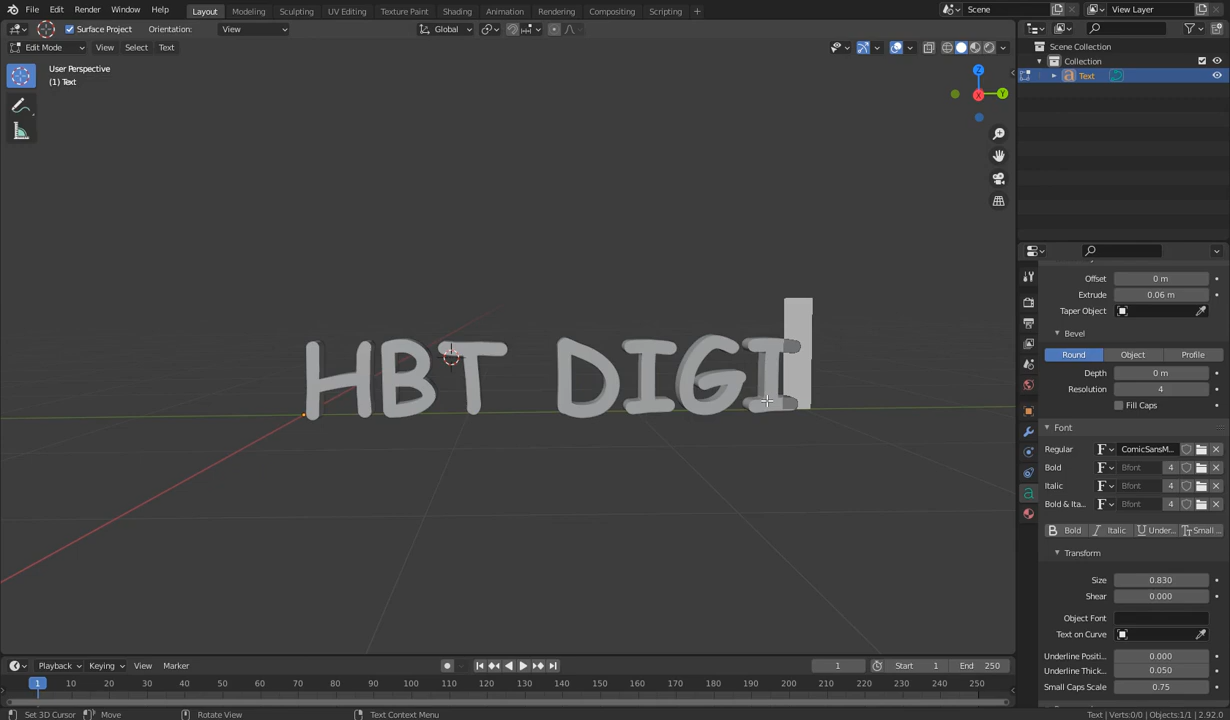 File Edit Render Window Help Layout Modeling Sculpting UV Editing Texture Paint Shading Animation Rendering Compositing Scripting + Scene View Layer
Surface Project Orientation: View Global
Edit Mode View Select Text
User Perspective
(1) Text
Z
Y
X
Scene Collection
Collection
Text
Offset 0 m
Extrude 0.06 m
Taper Object
Bevel
Round Object Profile
Depth 0 m
Resolution 4
Fill Caps
Font
Regular F ComicSansM...
Bold F Bfont 4
Italic F Bfont 4
Bold & Ita... F Bfont 4
B Bold I Italic U Under... Small...
Transform
Size 0.830
Shear 0.000
Object Font
Text on Curve
Underline Positi... 0.000
Underline Thick... 0.050
Small Caps Scale 0.75
HBT DIGI
Playback Keying View Marker 1 Start 1 End 250
1 10 20 30 40 50 60 70 80 90 100 110 120 130 140 150 160 170 180 190 200 210 220 230 240 250
Set 3D Cursor Move Rotate View Text Context Menu Text | Verts:0/0 | Objects:1/1 | 2.92.0